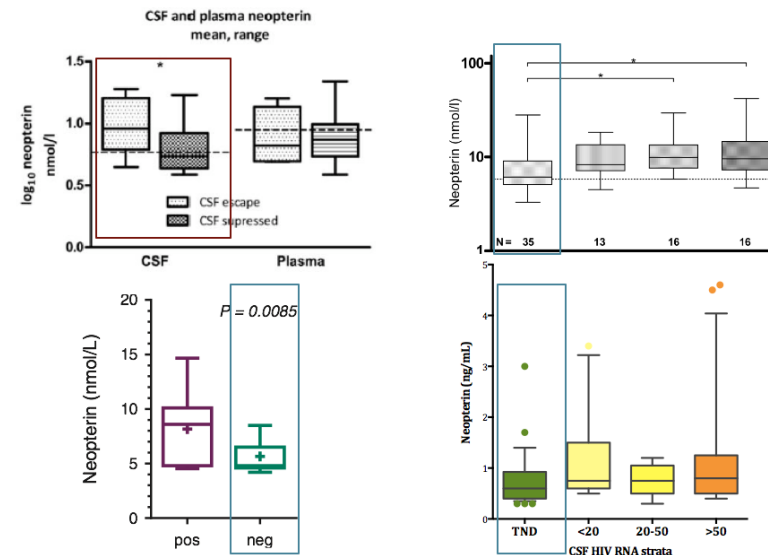 CSF and plasma neopterin
mean, range
1.5
1.0
0.5
0.0
log10 neopterin
nmol/l
*
CSF escape
CSF supressed
CSF
Plasma
100
10
1
Neopterin (nmol/l)
*
*
N = 35 13 16 16
20
15
10
5
0
Neopterin (nmol/L)
P = 0.0085
pos
neg
5
4
3
2
1
0
Neopterin (ng/mL)
TND <20 20-50 >50
CSF HIV RNA strata